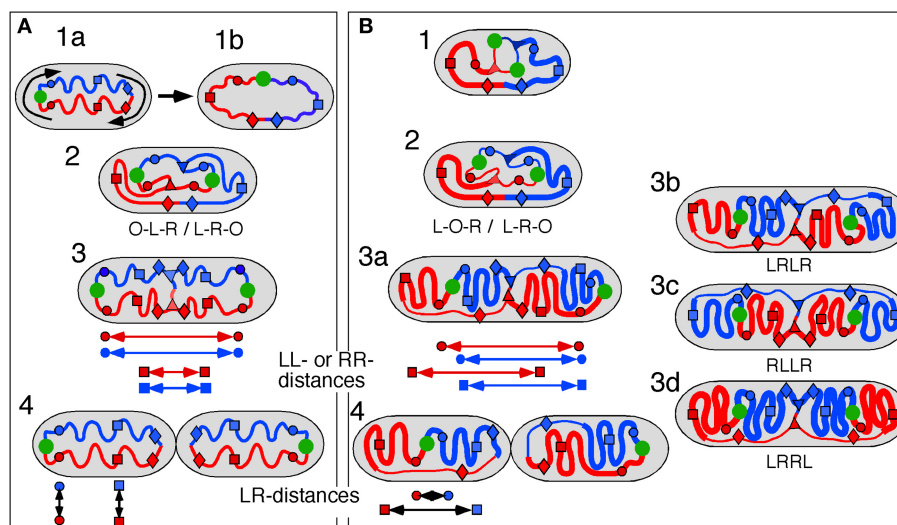 A
1a
1b
2
O-L-R / L-R-O
3
4
B
1
2
L-O-R / L-R-O
3a
LL- or RR-
distances
4
LR-distances
3b
LRLR
3c
RLLR
3d
LRRL